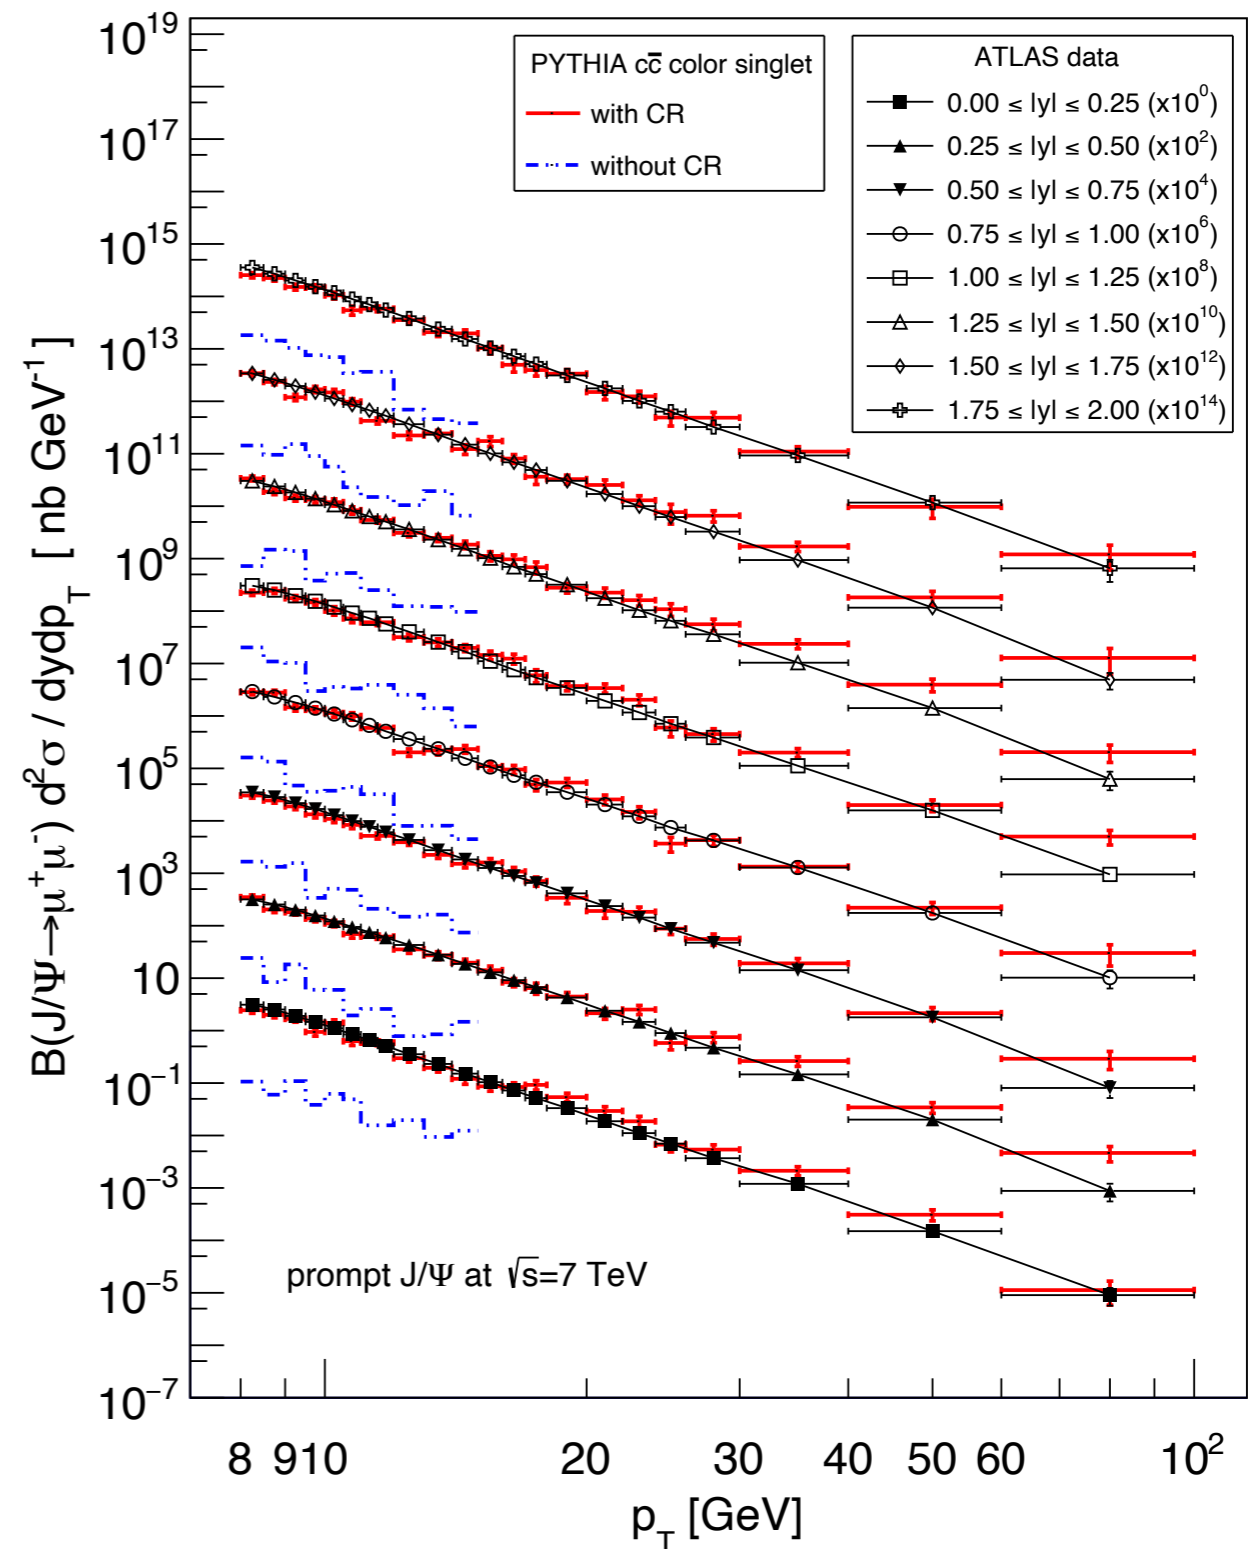 10¹⁹
10¹⁷
10¹⁵
10¹³
10¹¹
10⁹
10⁷
10⁵
10³
10
10⁻¹
10⁻³
10⁻⁵
10⁻⁷
B(J/Ψ→μ⁺μ⁻) d²σ / dydp_T [ nb GeV⁻¹ ]
PYTHIA cc̅ color singlet
with CR
without CR
ATLAS data
0.00 ≤ |y| ≤ 0.25 (x10⁰)
0.25 ≤ |y| ≤ 0.50 (x10²)
0.50 ≤ |y| ≤ 0.75 (x10⁴)
0.75 ≤ |y| ≤ 1.00 (x10⁶)
1.00 ≤ |y| ≤ 1.25 (x10⁸)
1.25 ≤ |y| ≤ 1.50 (x10¹⁰)
1.50 ≤ |y| ≤ 1.75 (x10¹²)
1.75 ≤ |y| ≤ 2.00 (x10¹⁴)
prompt J/Ψ at √s=7 TeV
8 9 10 20 30 40 50 60 10²
p_T [GeV]